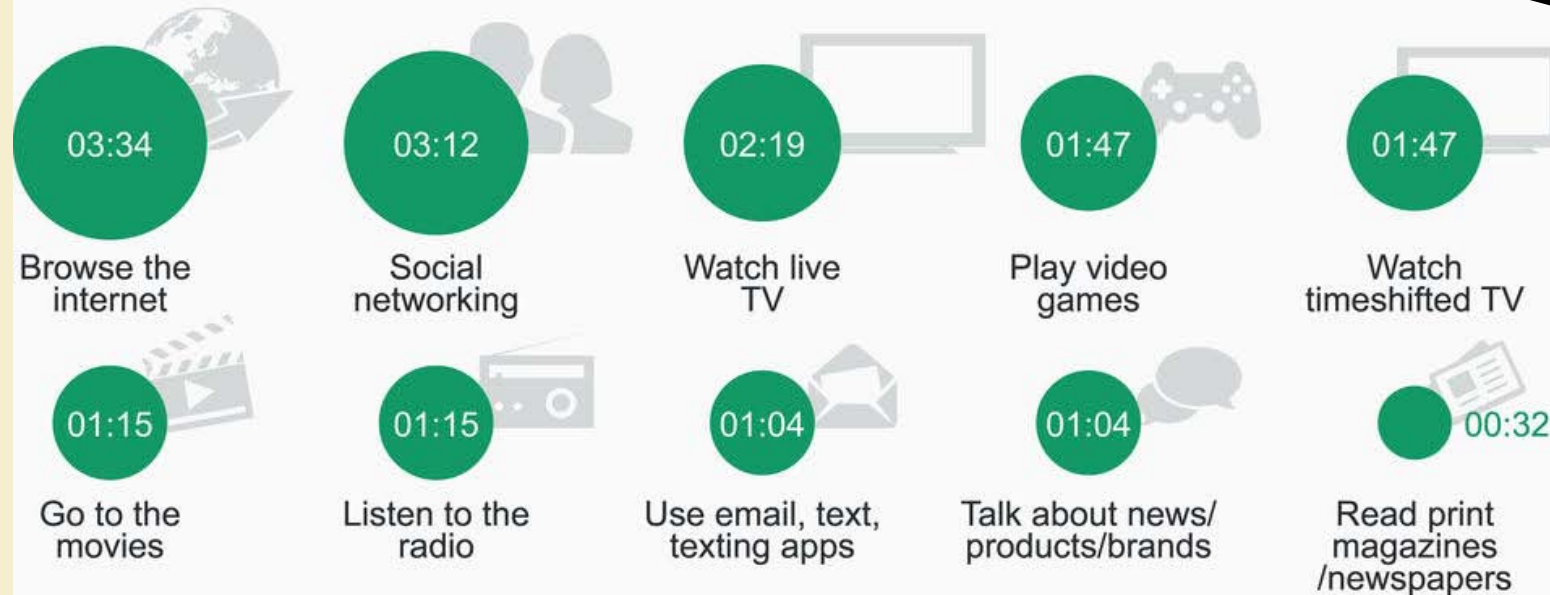 03:34
03:12
02:19
01:47
01:47
Browse the
internet
Social
networking
Watch live
TV
Play video
games
Watch
timeshifted TV
01:15
01:15
01:04
01:04
00:32
Go to the
movies
Listen to the
radio
Use email, text,
texting apps
Talk about news/
products/brands
Read print
magazines
/newspapers